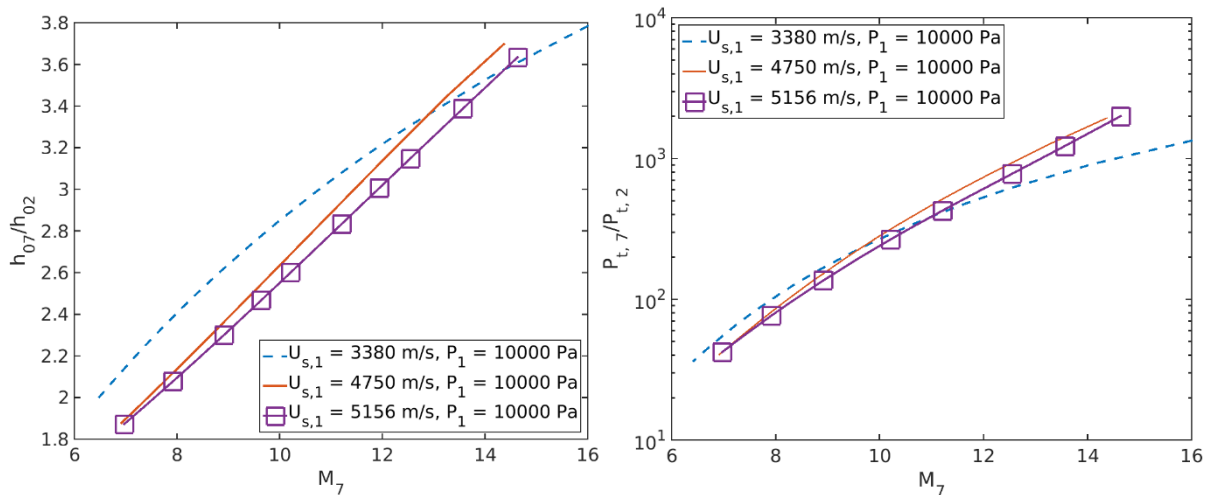 3.8
3.6
3.4
3.2
3
2.8
2.6
2.4
2.2
2
1.8
h07/h02
U_s,1 = 3380 m/s, P_1 = 10000 Pa
U_s,1 = 4750 m/s, P_1 = 10000 Pa
U_s,1 = 5156 m/s, P_1 = 10000 Pa
6 8 10 12 14 16
M_7
10^4
10^3
10^2
10^1
P_t, 7/P_t, 2
U_s,1 = 3380 m/s, P_1 = 10000 Pa
U_s,1 = 4750 m/s, P_1 = 10000 Pa
U_s,1 = 5156 m/s, P_1 = 10000 Pa
6 8 10 12 14 16
M_7